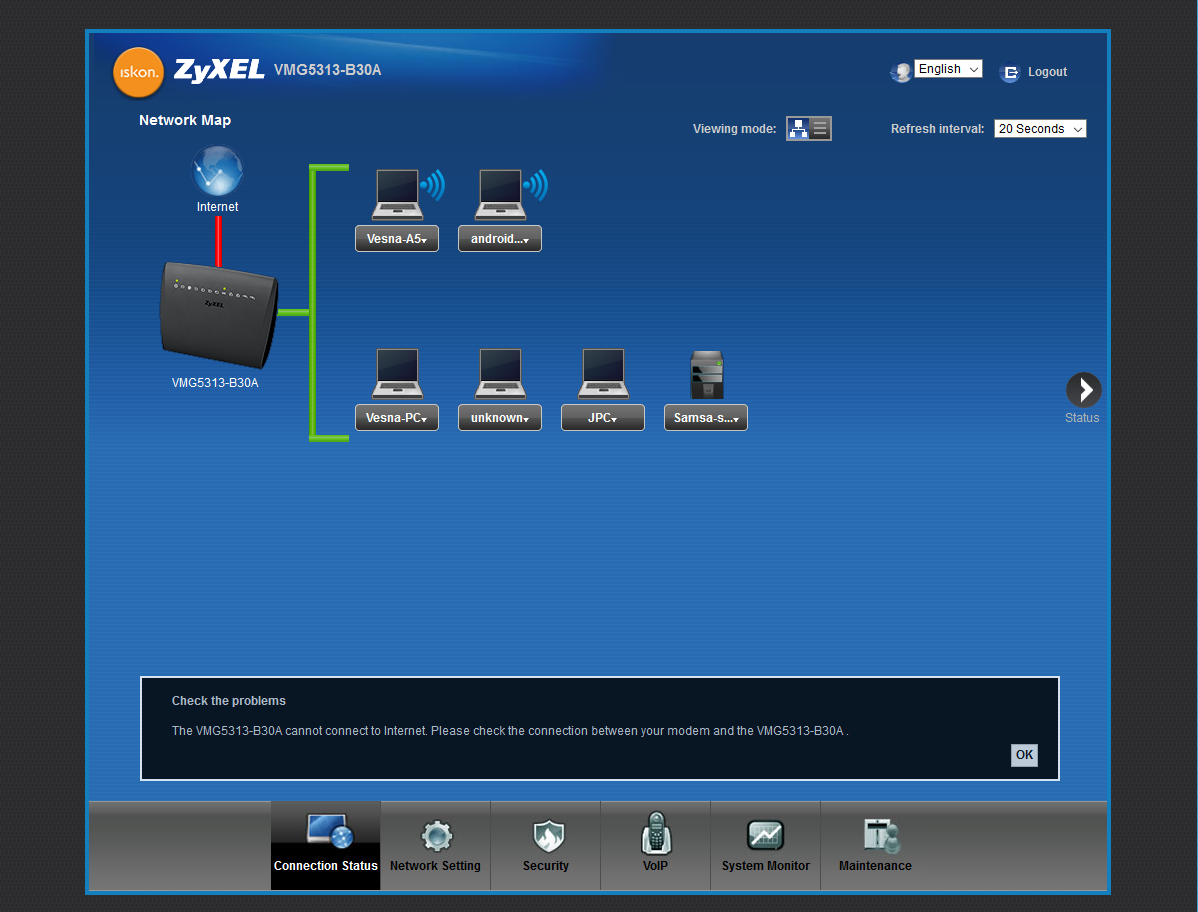 ıskon.
ZyXEL VMG5313-B30A
English
Logout
Network Map
Viewing mode:
Refresh interval: 20 Seconds
Internet
Vesna-A5
android...
ZyXEL
VMG5313-B30A
Vesna-PC
unknown
JPC
Samsa-s...
Status
Check the problems
The VMG5313-B30A cannot connect to Internet. Please check the connection between your modem and the VMG5313-B30A .
OK
Connection Status
Network Setting
Security
VoIP
System Monitor
Maintenance